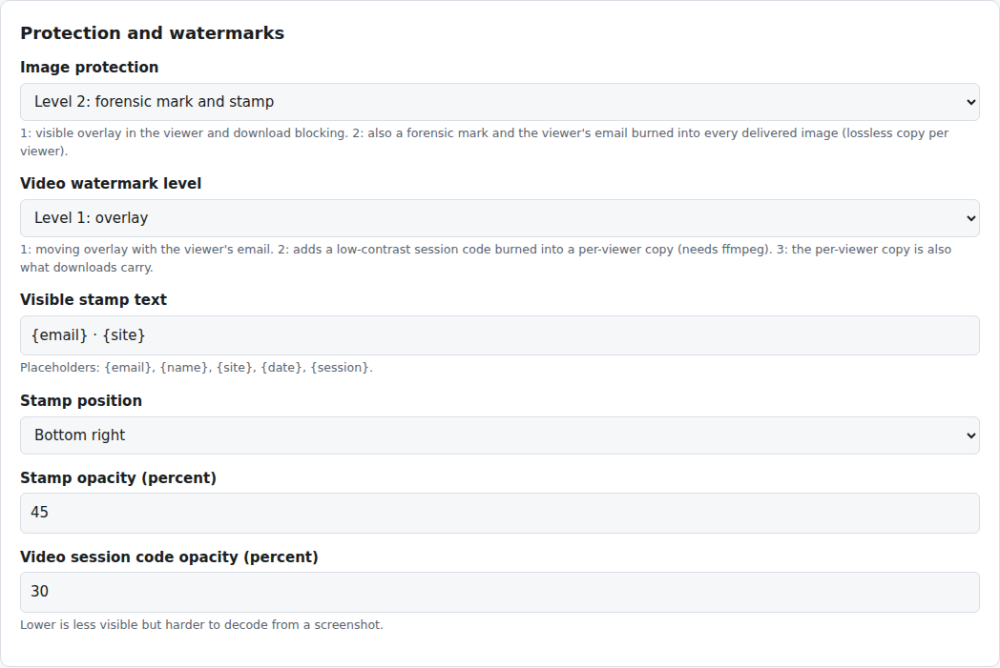 Protection and watermarks
Image protection
Level 2: forensic mark and stamp
1: visible overlay in the viewer and download blocking. 2: also a forensic mark and the viewer's email burned into every delivered image (lossless copy per
viewer).
Video watermark level
Level 1: overlay
1: moving overlay with the viewer's email. 2: adds a low-contrast session code burned into a per-viewer copy (needs ffmpeg). 3: the per-viewer copy is also
what downloads carry.
Visible stamp text
{email} · {site}
Placeholders: {email}, {name}, {site}, {date}, {session}.
Stamp position
Bottom right
Stamp opacity (percent)
45
Video session code opacity (percent)
30
Lower is less visible but harder to decode from a screenshot.